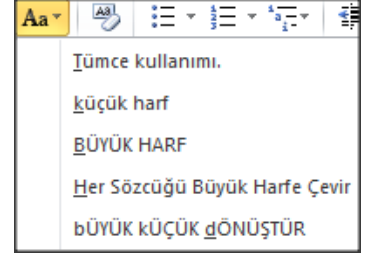 Aa
Tümce kullanımı.
küçük harf
BÜYÜK HARF
Her Sözcüğü Büyük Harfe Çevir
bÜYÜK kÜÇÜK dÖNÜŞTÜR